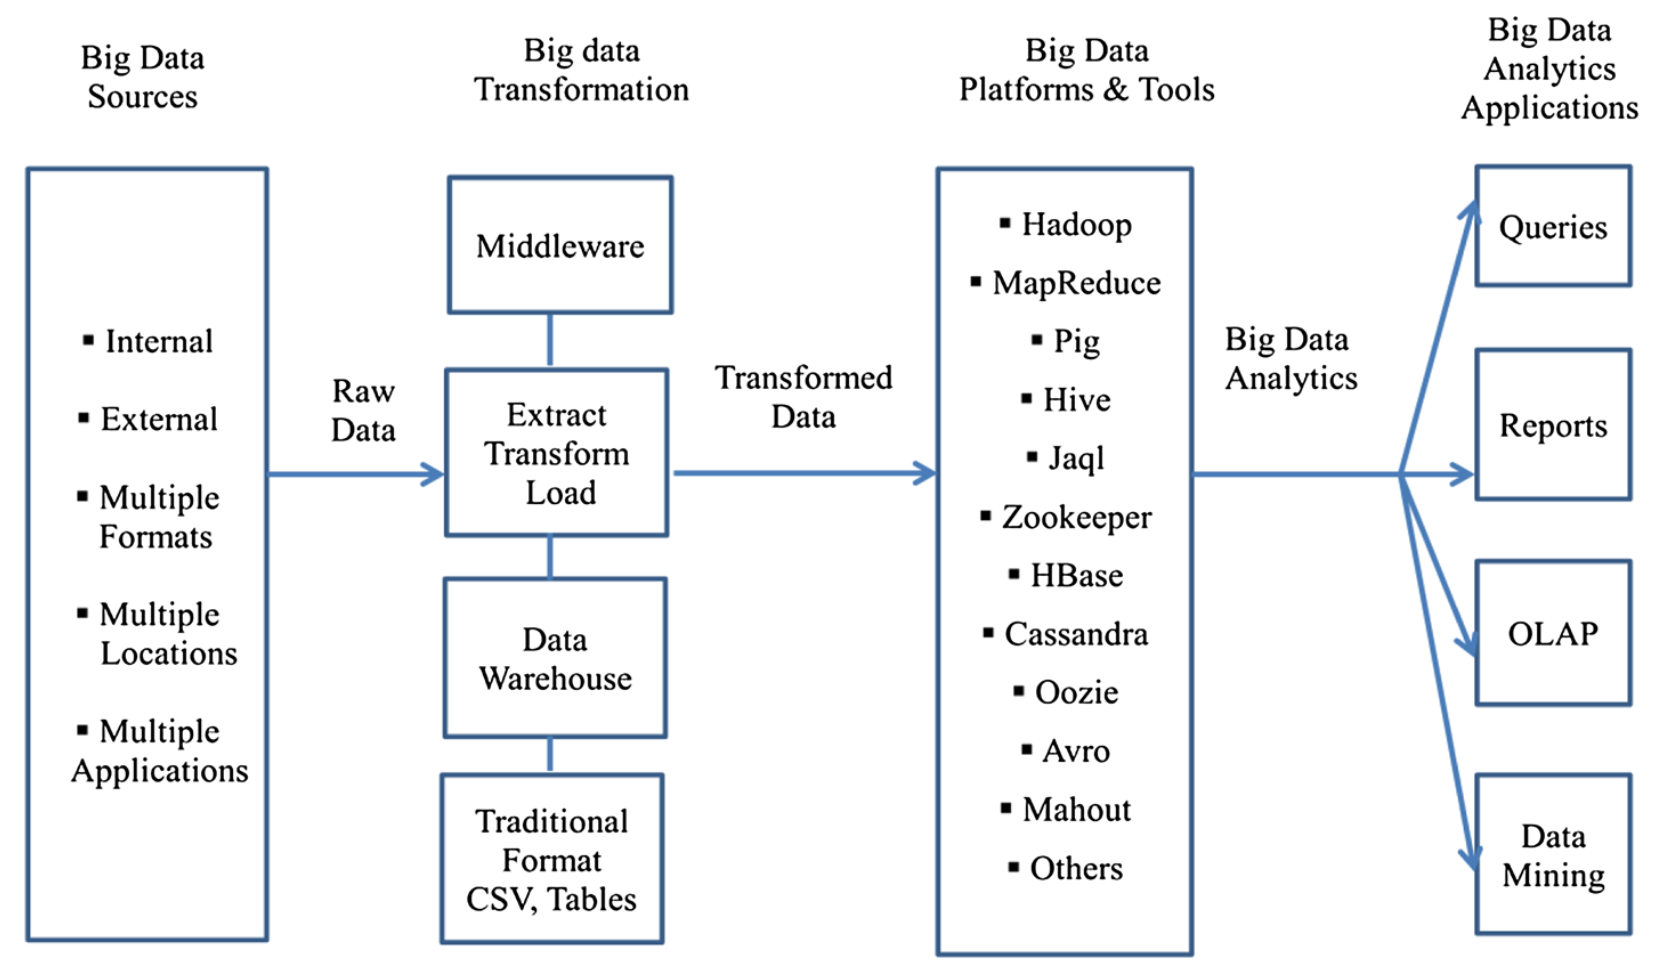 Big Data
Sources
▪ Internal
▪ External
▪ Multiple
Formats
▪ Multiple
Locations
▪ Multiple
Applications
Raw
Data
Big data
Transformation
Middleware
Extract
Transform
Load
Data
Warehouse
Traditional
Format
CSV, Tables
Transformed
Data
Big Data
Platforms & Tools
▪ Hadoop
▪ MapReduce
▪ Pig
▪ Hive
▪ Jaql
▪ Zookeeper
▪ HBase
▪ Cassandra
▪ Oozie
▪ Avro
▪ Mahout
▪ Others
Big Data
Analytics
Big Data
Analytics
Applications
Queries
Reports
OLAP
Data
Mining